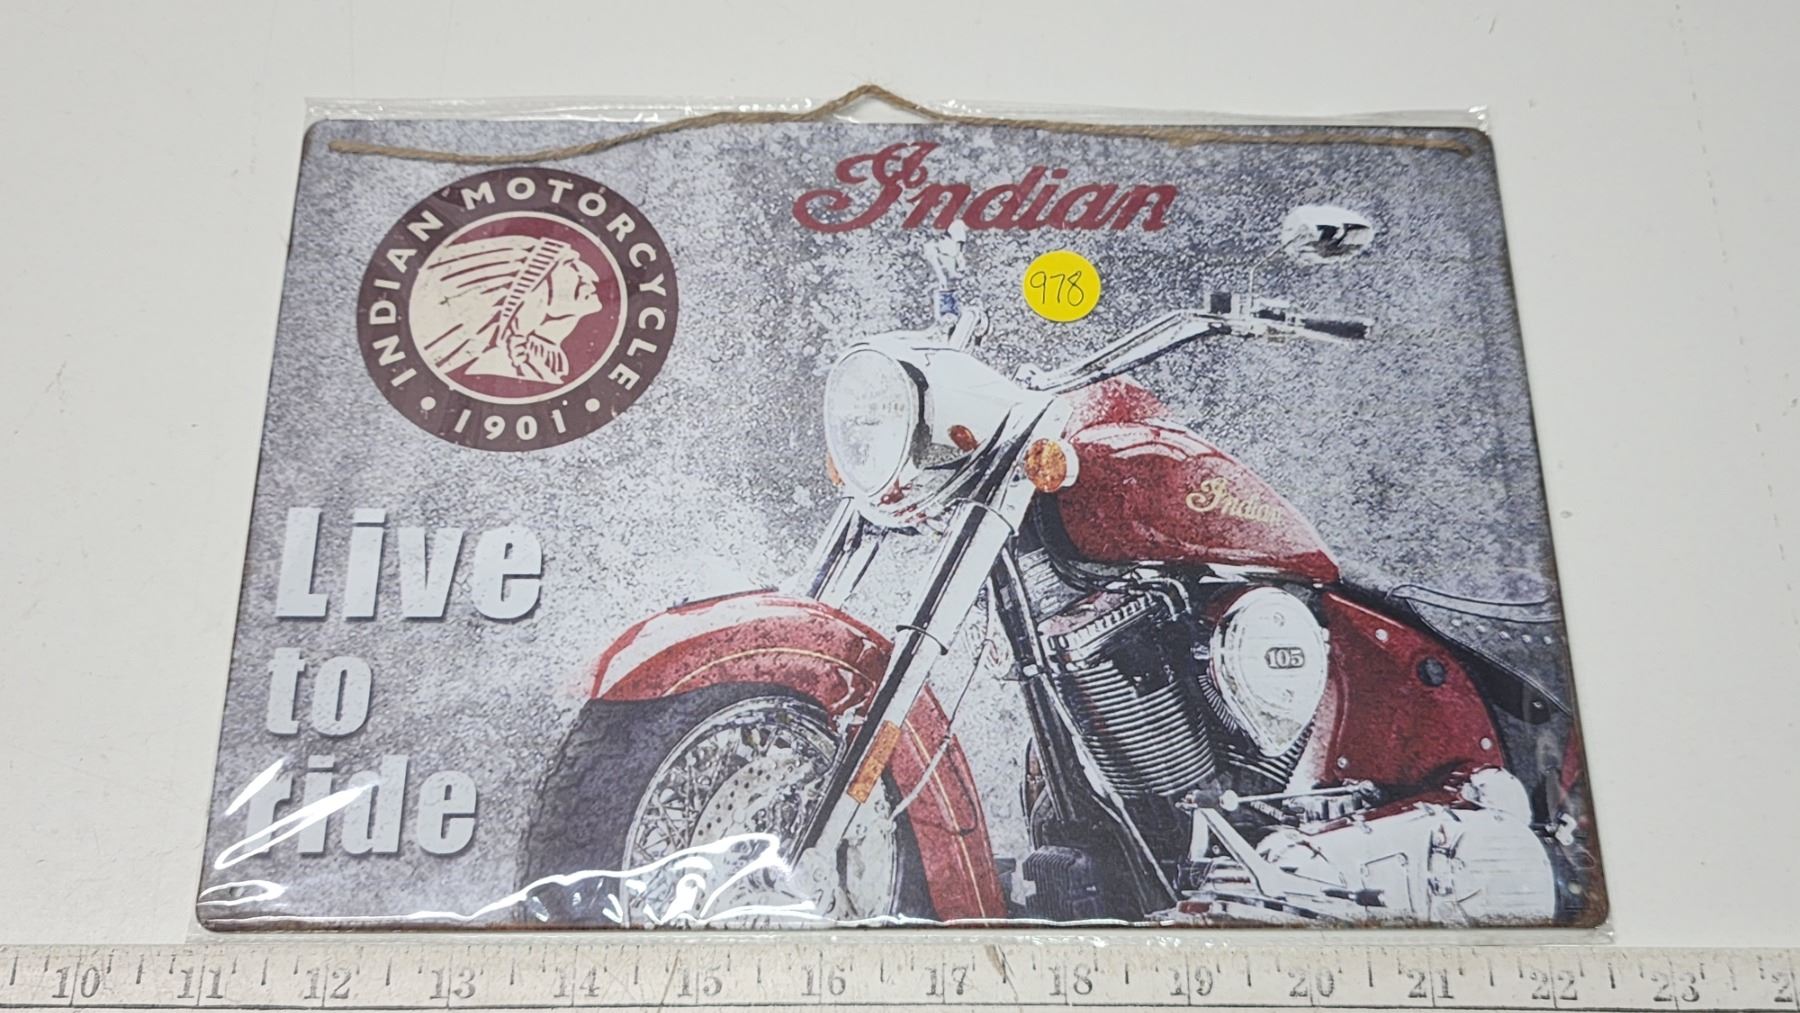 INDIAN MOTORCYCLE • 1901 •
Indian
978
Indian
Live
to
ride
105
10 11 12 13 14 15 16 17 18 19 20 21 22 23 2